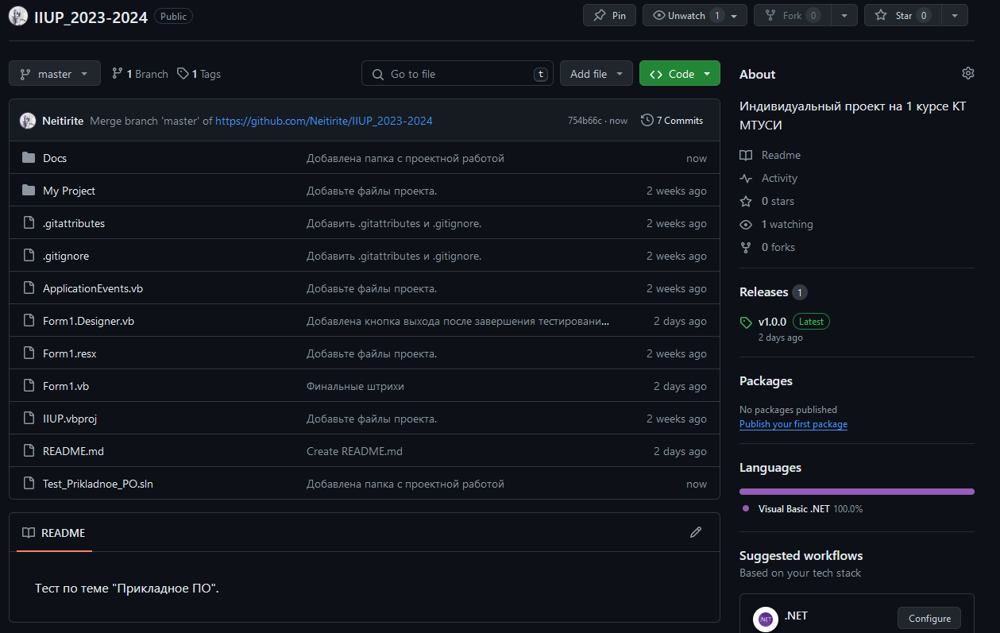 IIUP_2023-2024 Public Pin Unwatch 1 Fork 0 Star 0
master 1 Branch 1 Tags Go to file t Add file Code
Neitirite Merge branch 'master' of https://github.com/Neitirite/IIUP_2023-2024 754b66c · now 7 Commits
Docs Добавлена папка с проектной работой now
My Project Добавьте файлы проекта. 2 weeks ago
.gitattributes Добавить .gitattributes и .gitignore. 2 weeks ago
.gitignore Добавить .gitattributes и .gitignore. 2 weeks ago
ApplicationEvents.vb Добавьте файлы проекта. 2 weeks ago
Form1.Designer.vb Добавлена кнопка выхода после завершения тестировани... 2 days ago
Form1.resx Добавьте файлы проекта. 2 weeks ago
Form1.vb Финальные штрихи 2 days ago
IIUP.vbproj Добавьте файлы проекта. 2 weeks ago
README.md Create README.md 2 days ago
Test_Prikladnoe_PO.sln Добавлена папка с проектной работой now
README
Тест по теме "Прикладное ПО".
About
Индивидуальный проект на 1 курсе КТ
МТУСИ
Readme
Activity
0 stars
1 watching
0 forks
Releases 1
v1.0.0 Latest
2 days ago
Packages
No packages published
Publish your first package
Languages
Visual Basic .NET 100.0%
Suggested workflows
Based on your tech stack
.NET .NET Configure